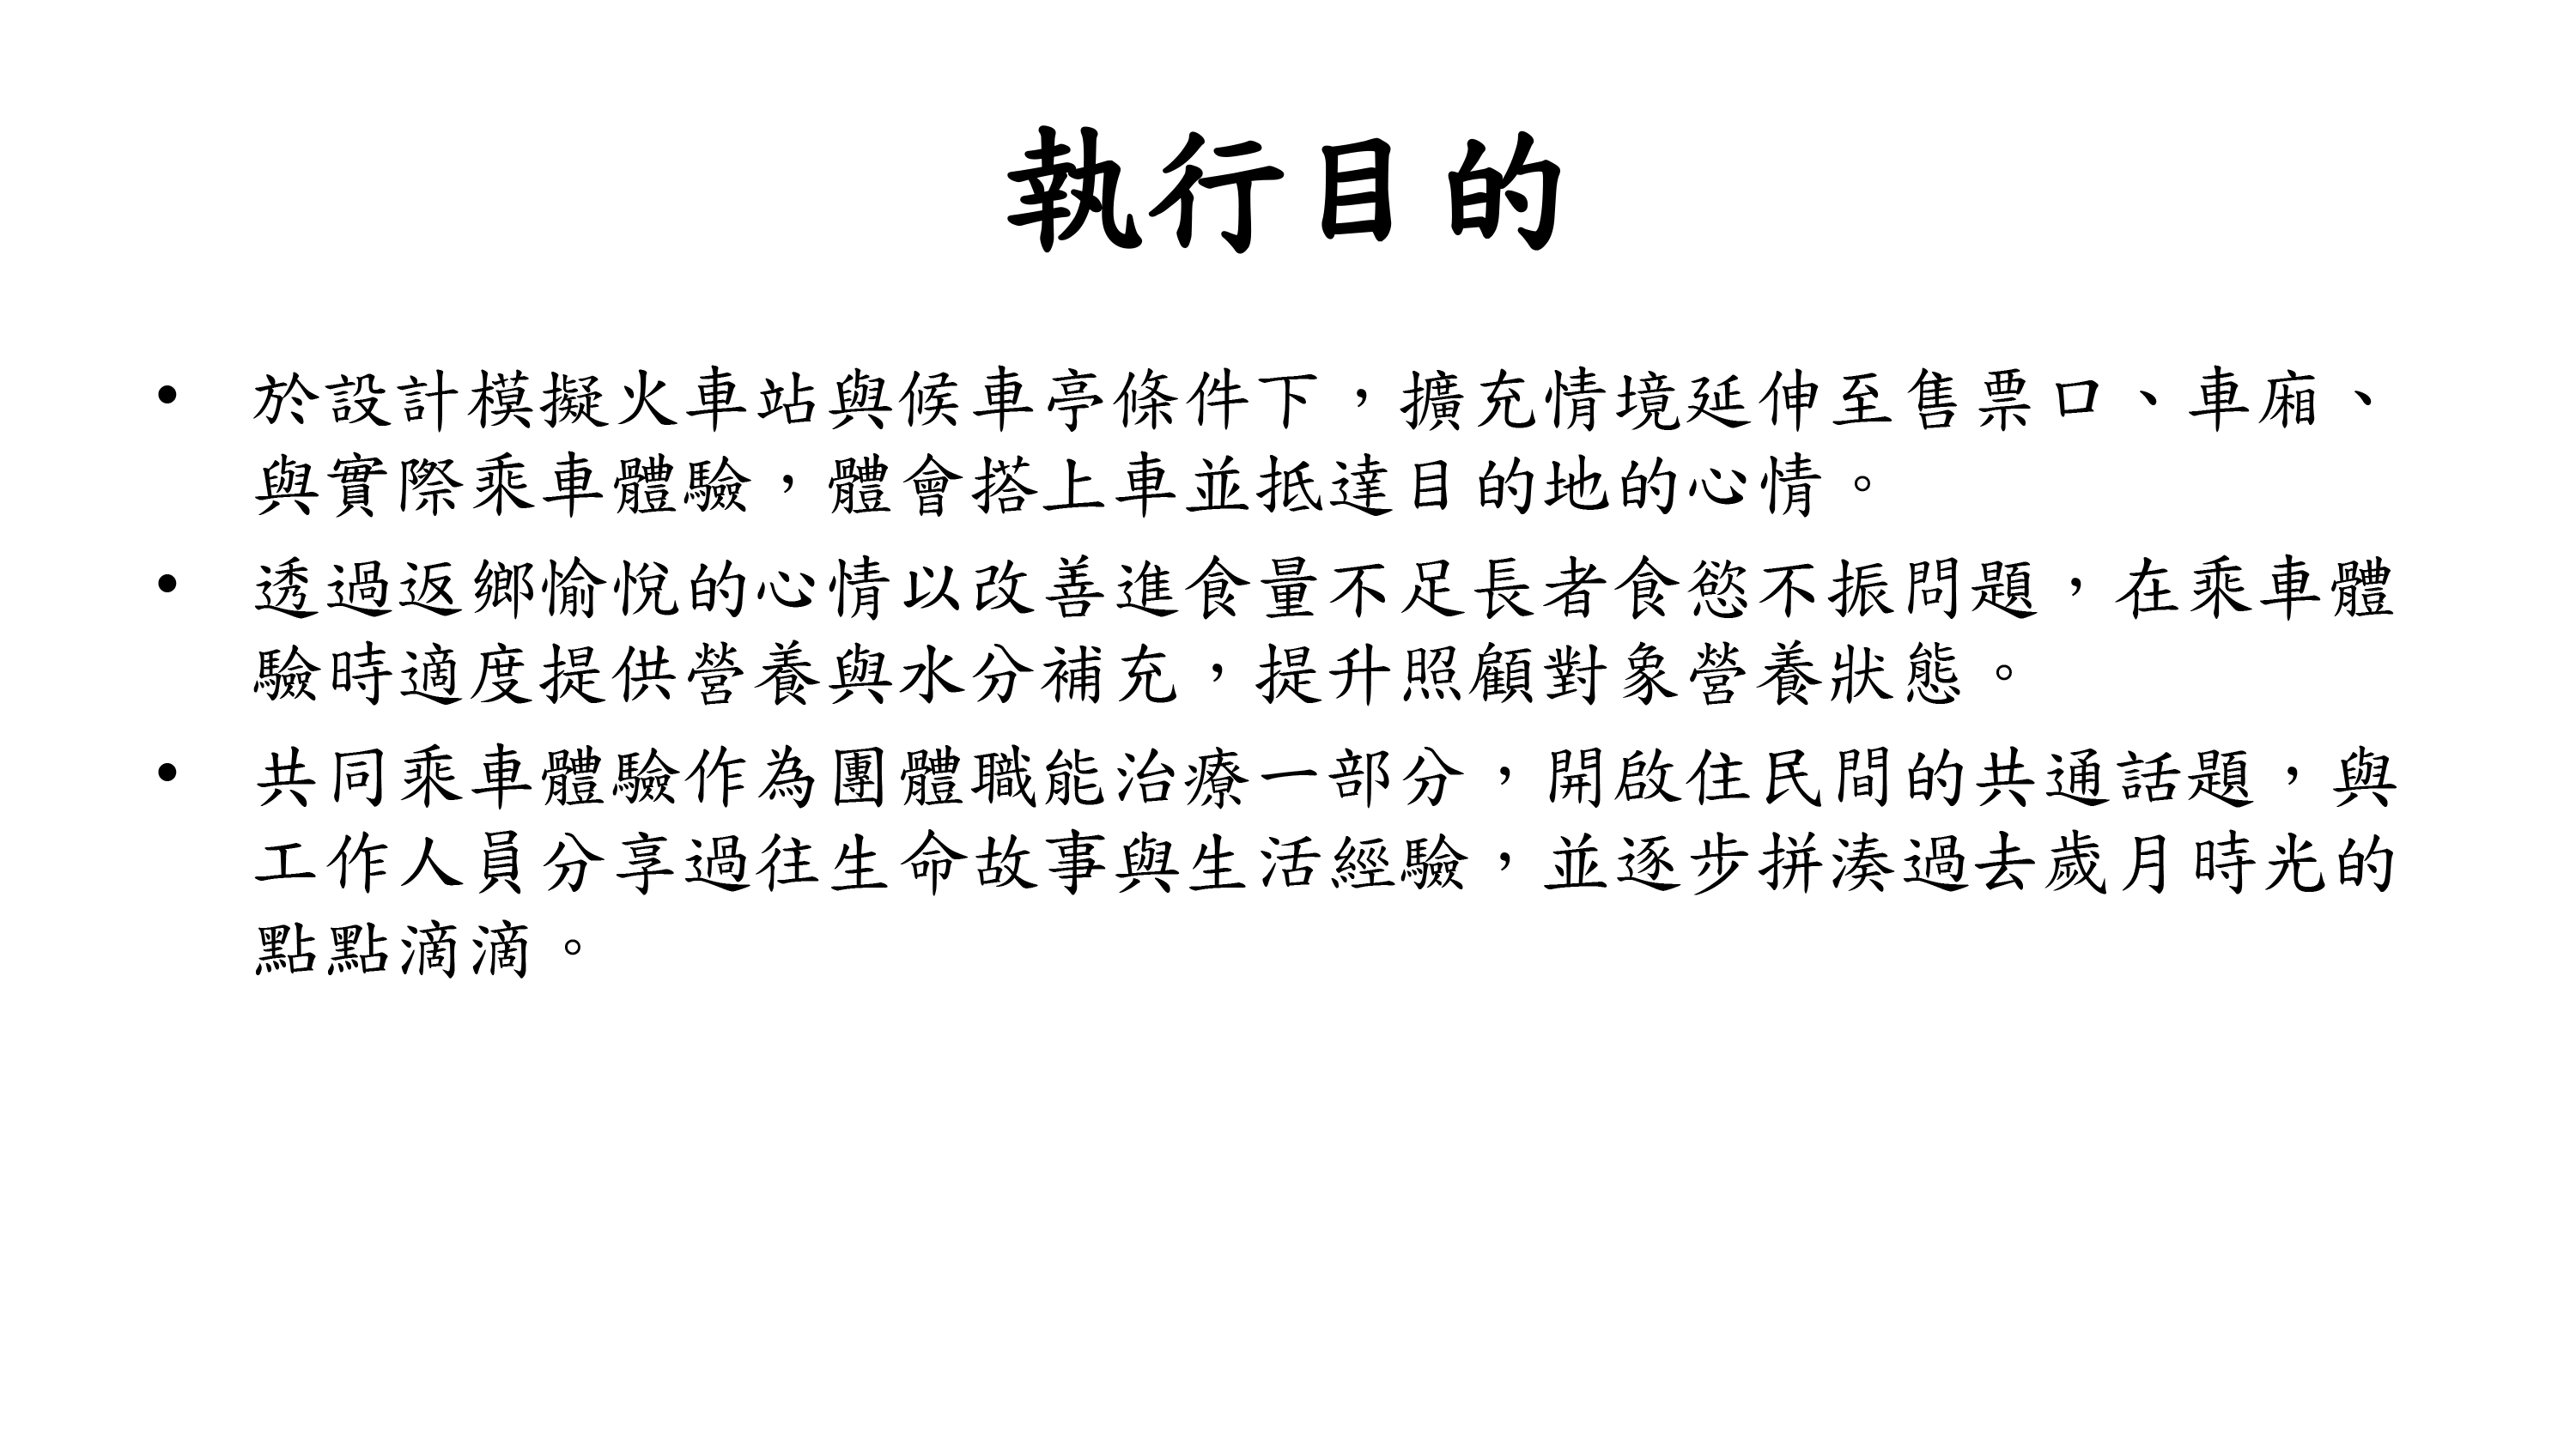 執行目的
• 於設計模擬火車站與候車亭條件下，擴充情境延伸至售票口、車廂、
與實際乘車體驗，體會搭上車並抵達目的地的心情。
• 透過返鄉愉悅的心情以改善進食量不足長者食慾不振問題，在乘車體
驗時適度提供營養與水分補充，提升照顧對象營養狀態。
• 共同乘車體驗作為團體職能治療一部分，開啟住民間的共通話題，與
工作人員分享過往生命故事與生活經驗，並逐步拼湊過去歲月時光的
點點滴滴。